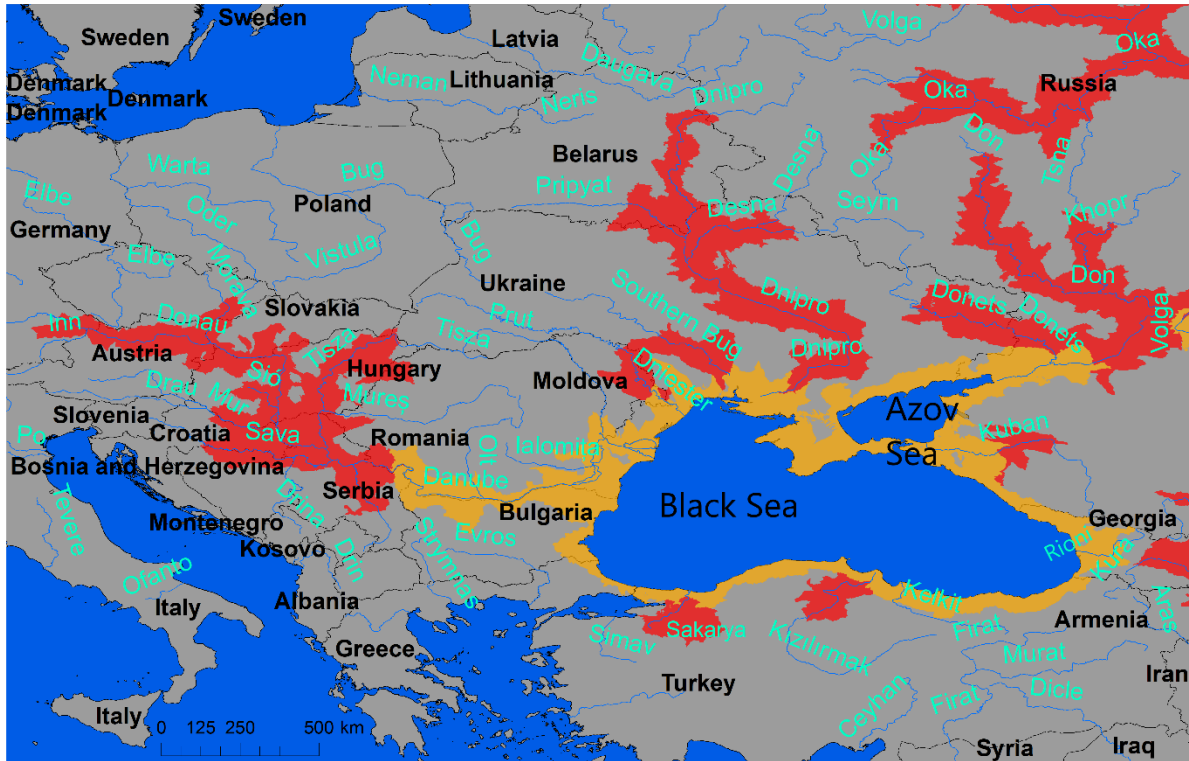 Sweden
Sweden
Volga
Oka
Latvia
Daugava
Denmark
Neman
Lithuania
Dnipro
Oka
Russia
Denmark
Neris
Denmark
Don
Belarus
Desna
Oka
Tsna
Warta
Bug
Pripyat
Elbe
Oder
Poland
Desna
Seym
Khopr
Germany
Vistula
Bug
Elbe
Morava
Ukraine
Don
Slovakia
Southern Bug
Dnipro
Donets
Donets
Volga
Inn
Donau
Tisza
Prut
Tisza
Dnipro
Austria
Sió
Hungary
Moldova
Dniester
Drau
Mur
Mureș
Azov
Sea
Slovenia
Croatia
Sava
Romania
Olt
Ialomita
Kuban
Po
Bosnia and Herzegovina
Serbia
Danube
Bulgaria
Black Sea
Tevere
Drina
Montenegro
Kosovo
Strymnas
Evros
Georgia
Rioni
Kura
Drin
Ofanto
Italy
Albania
Kelkit
Armenia
Aras
Greece
Simav
Sakarya
Kızılırmak
Firat
Murat
Iran
Turkey
Ceyhan
Firat
Dicle
Italy
0 125 250 500 km
Syria
Iraq